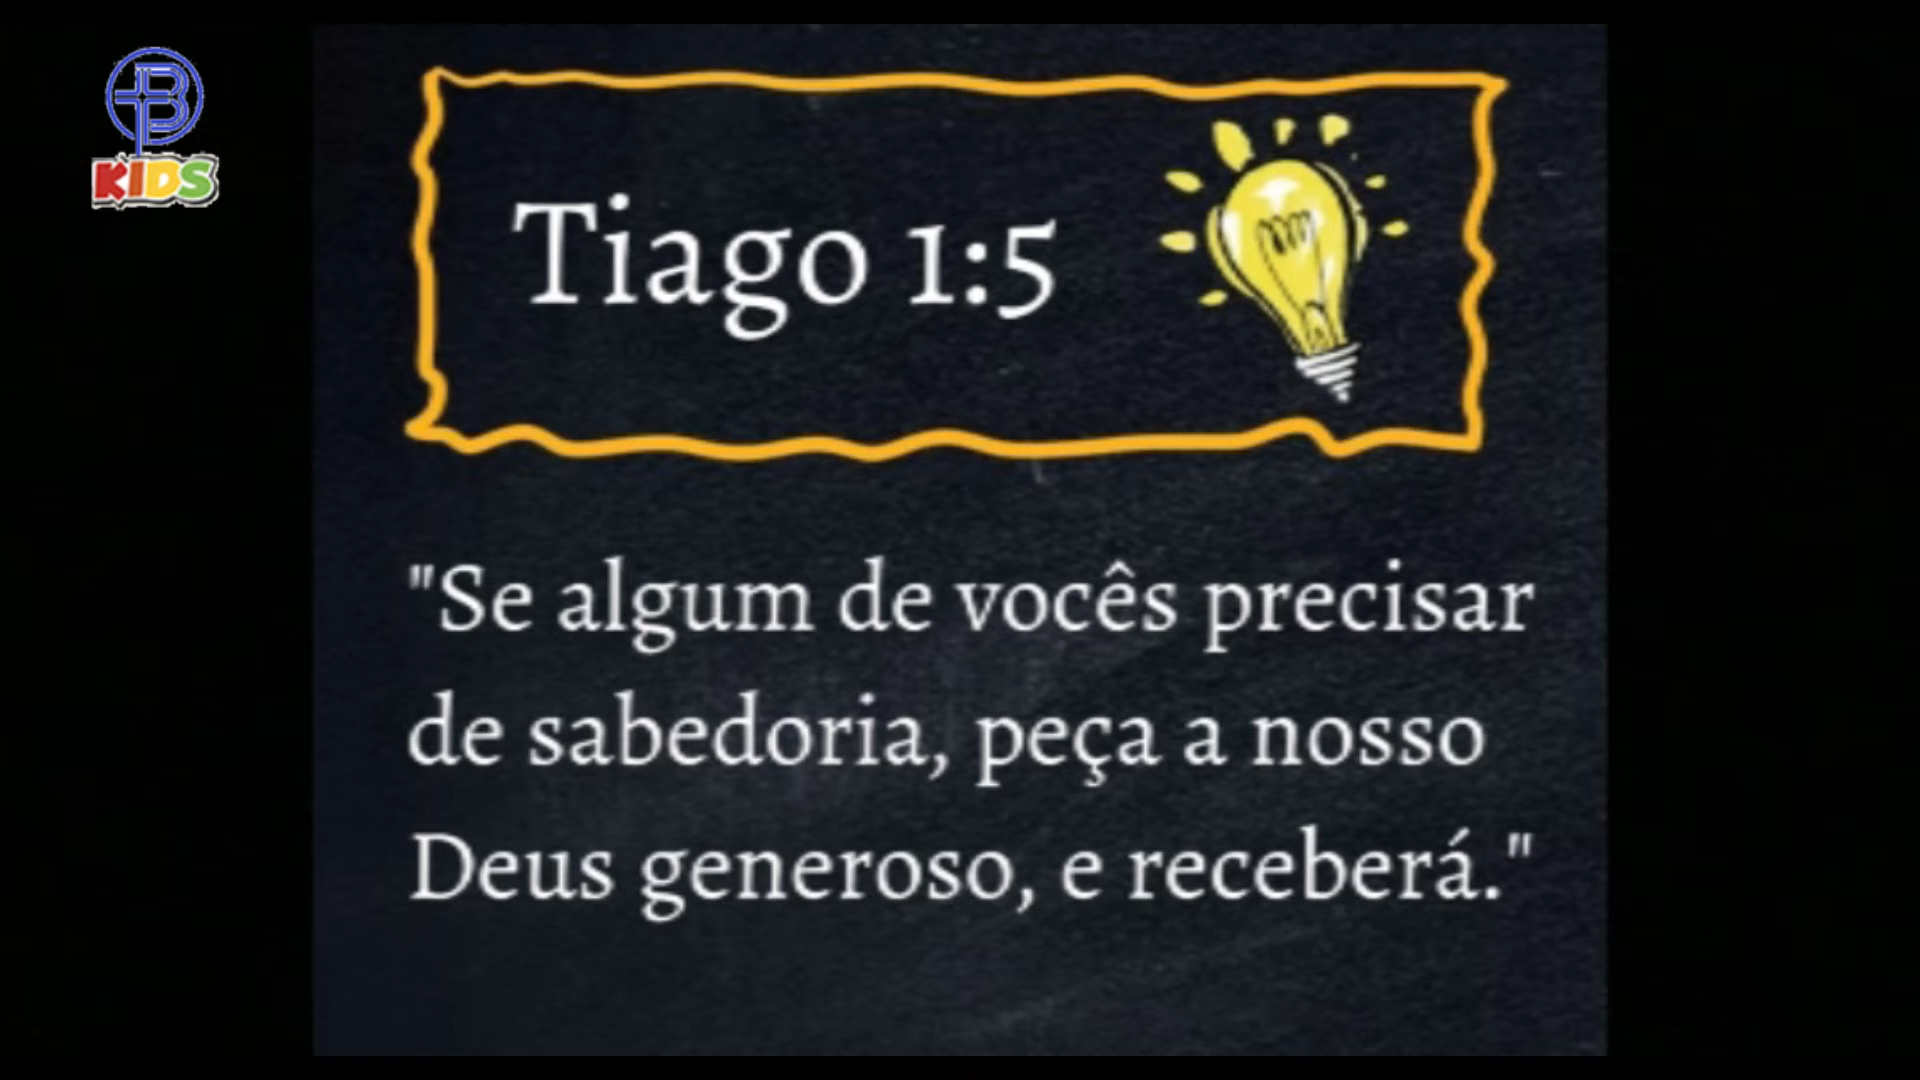 KIDS
Tiago 1:5
"Se algum de vocês precisar
de sabedoria, peça a nosso
Deus generoso, e receberá."